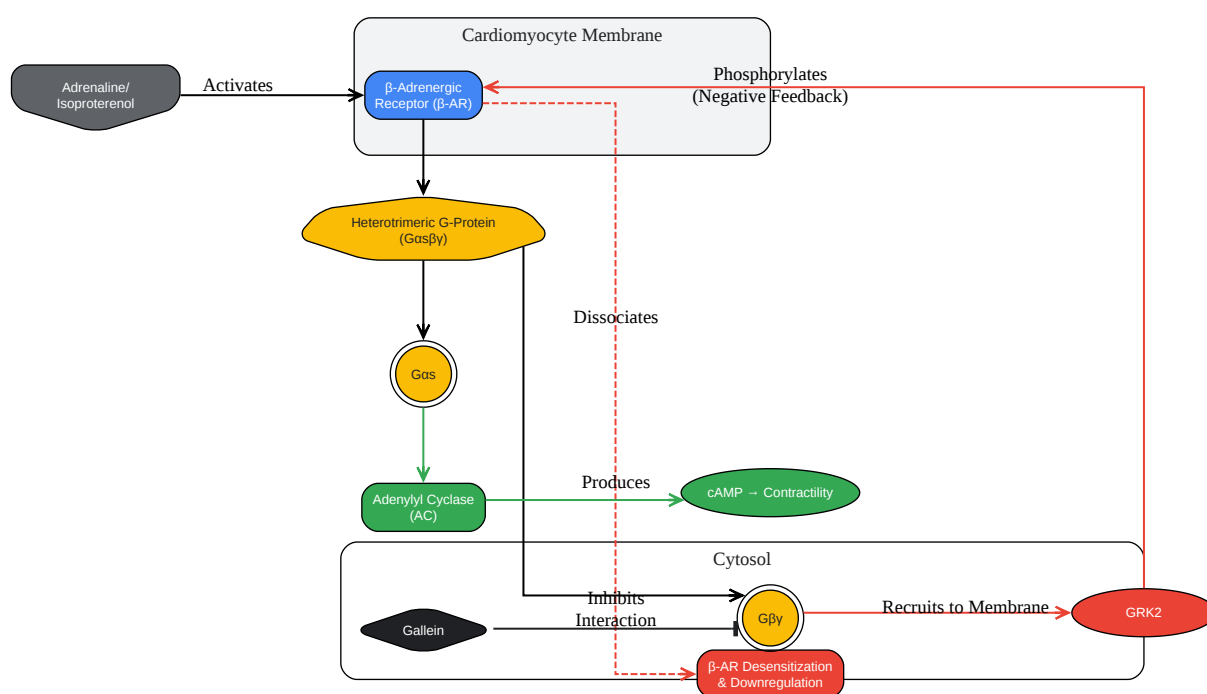 Cardiomyocyte Membrane
Adrenaline/
Isoproterenol
Activates
β-Adrenergic
Receptor (β-AR)
Phosphorylates
(Negative Feedback)
Heterotrimeric G-Protein
(Gαsβγ)
Dissociates
Gαs
Adenylyl Cyclase
(AC)
Produces
cAMP → Contractility
Cytosol
Gallein
Inhibits
Interaction
Gβγ
Recruits to Membrane
GRK2
β-AR Desensitization
& Downregulation